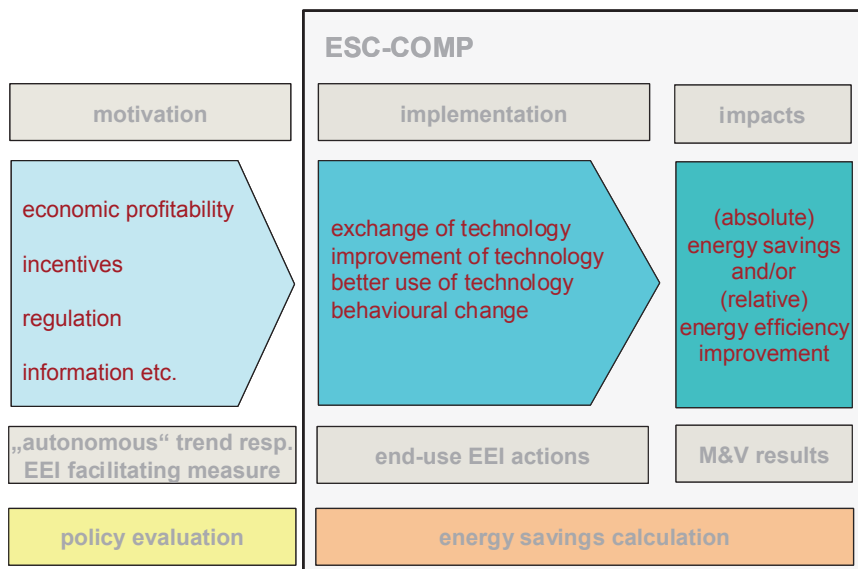 ESC-COMP
motivation
implementation
impacts
economic profitability
incentives
regulation
information etc.
exchange of technology
improvement of technology
better use of technology
behavioural change
(absolute)
energy savings
and/or
(relative)
energy efficiency
improvement
„autonomous“ trend resp.
EEI facilitating measure
end-use EEI actions
M&V results
policy evaluation
energy savings calculation